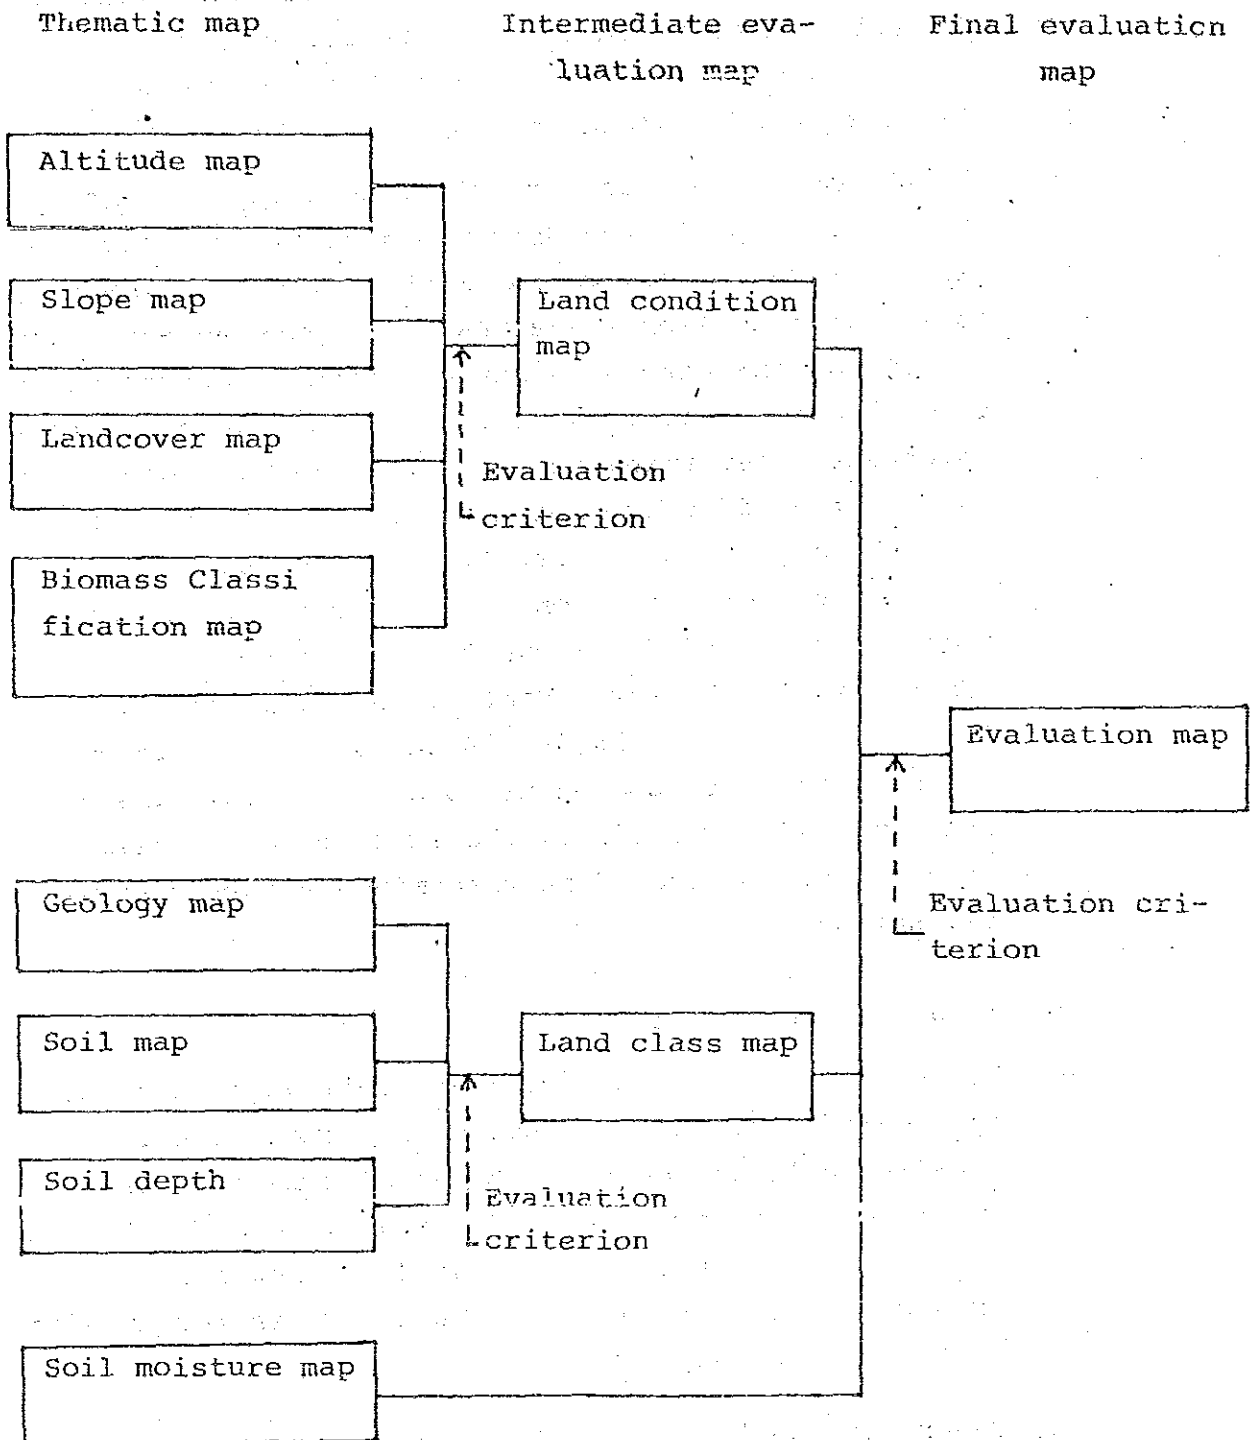 Thematic map
Intermediate eva-
luation map
Final evaluation
map
Altitude map
Slope map
Landcover map
Biomass Classi
fication map
Land condition
map
Evaluation
criterion
Evaluation map
Evaluation cri-
terion
Geology map
Soil map
Soil depth
Land class map
Evaluation
criterion
Soil moisture map